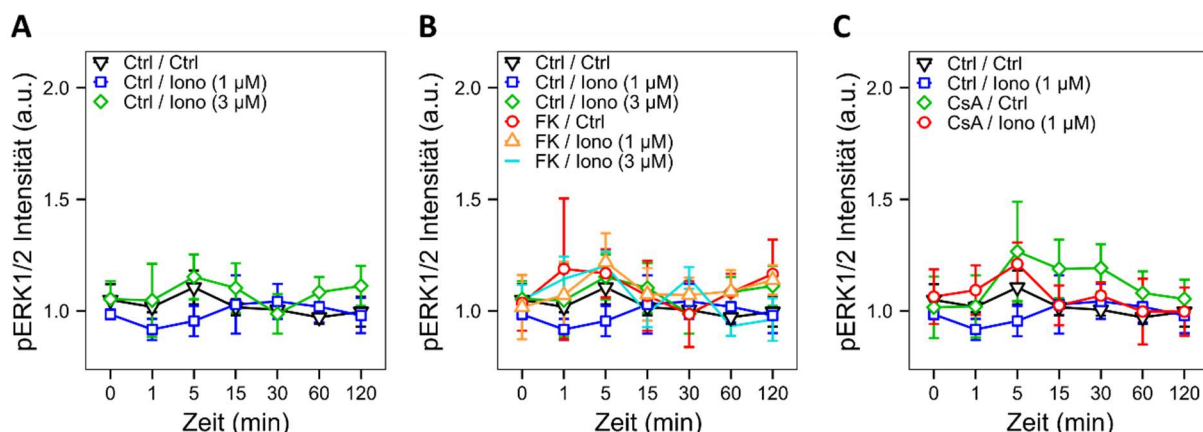 A
pERK1/2 Intensität (a.u.)
2.0
1.5
1.0
Ctrl / Ctrl
Ctrl / Iono (1 µM)
Ctrl / Iono (3 µM)
0 1 5 15 30 60 120
Zeit (min)
B
pERK1/2 Intensität (a.u.)
2.0
1.5
1.0
Ctrl / Ctrl
Ctrl / Iono (1 µM)
Ctrl / Iono (3 µM)
FK / Ctrl
FK / Iono (1 µM)
FK / Iono (3 µM)
0 1 5 15 30 60 120
Zeit (min)
C
pERK1/2 Intensität (a.u.)
2.0
1.5
1.0
Ctrl / Ctrl
Ctrl / Iono (1 µM)
CsA / Ctrl
CsA / Iono (1 µM)
0 1 5 15 30 60 120
Zeit (min)